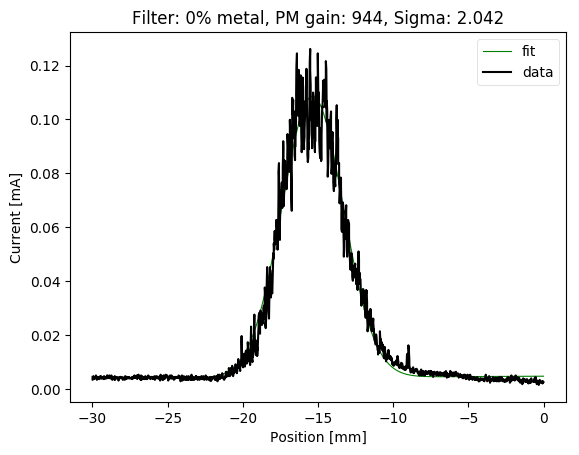 Filter: 0% metal, PM gain: 944, Sigma: 2.042
fit
data
0.12
0.10
0.08
0.06
0.04
0.02
0.00
Current [mA]
−30 −25 −20 −15 −10 −5 0
Position [mm]